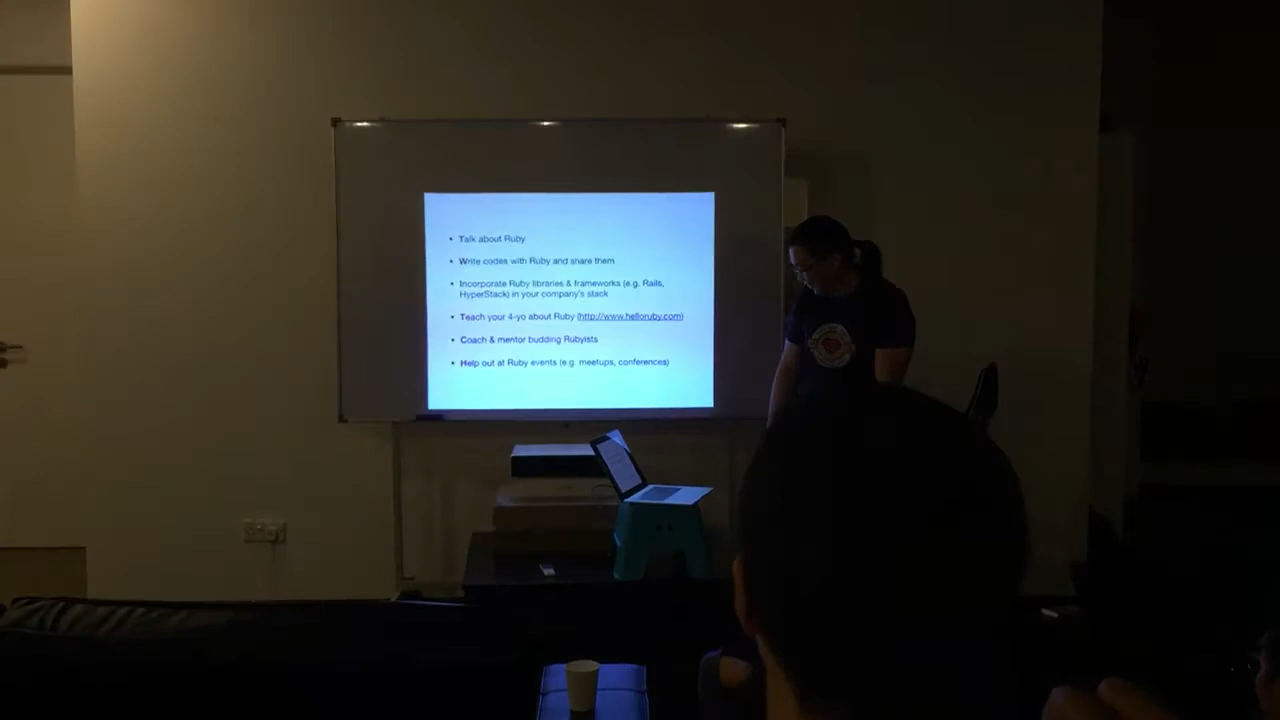 • Talk about Ruby
• Write codes with Ruby and share them
• Incorporate Ruby libraries & frameworks (e.g. Rails,
HyperStack) in your company's stack
• Teach your 4-yo about Ruby (http://www.helloruby.com)
• Coach & mentor budding Rubyists
• Help out at Ruby events (e.g. meetups, conferences)